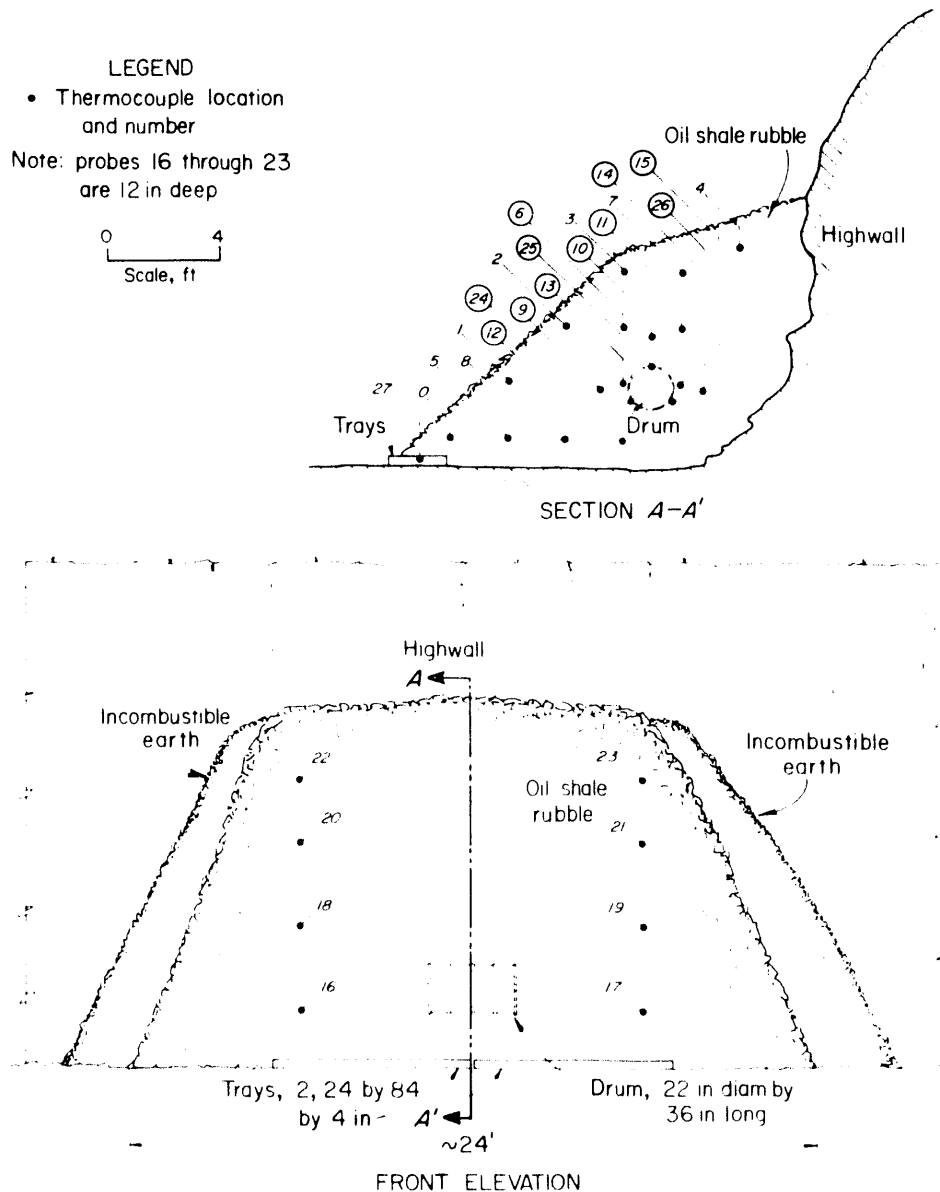 LEGEND
• Thermocouple location
and number
Note: probes 16 through 23
are 12 in deep
0 4
Scale, ft
Oil shale rubble
15
14
4
7
26
6
3
11
Highwall
25
10
2
13
24
9
1
12
5 8
27 0
Trays
Drum
SECTION A-A'
Highwall
A
Incombustible
earth
Incombustible
earth
22
23
Oil shale
rubble
20
21
18
19
16
17
Trays, 2, 24 by 84
by 4 in-
A'
Drum, 22 in diam by
36 in long
~24'
FRONT ELEVATION